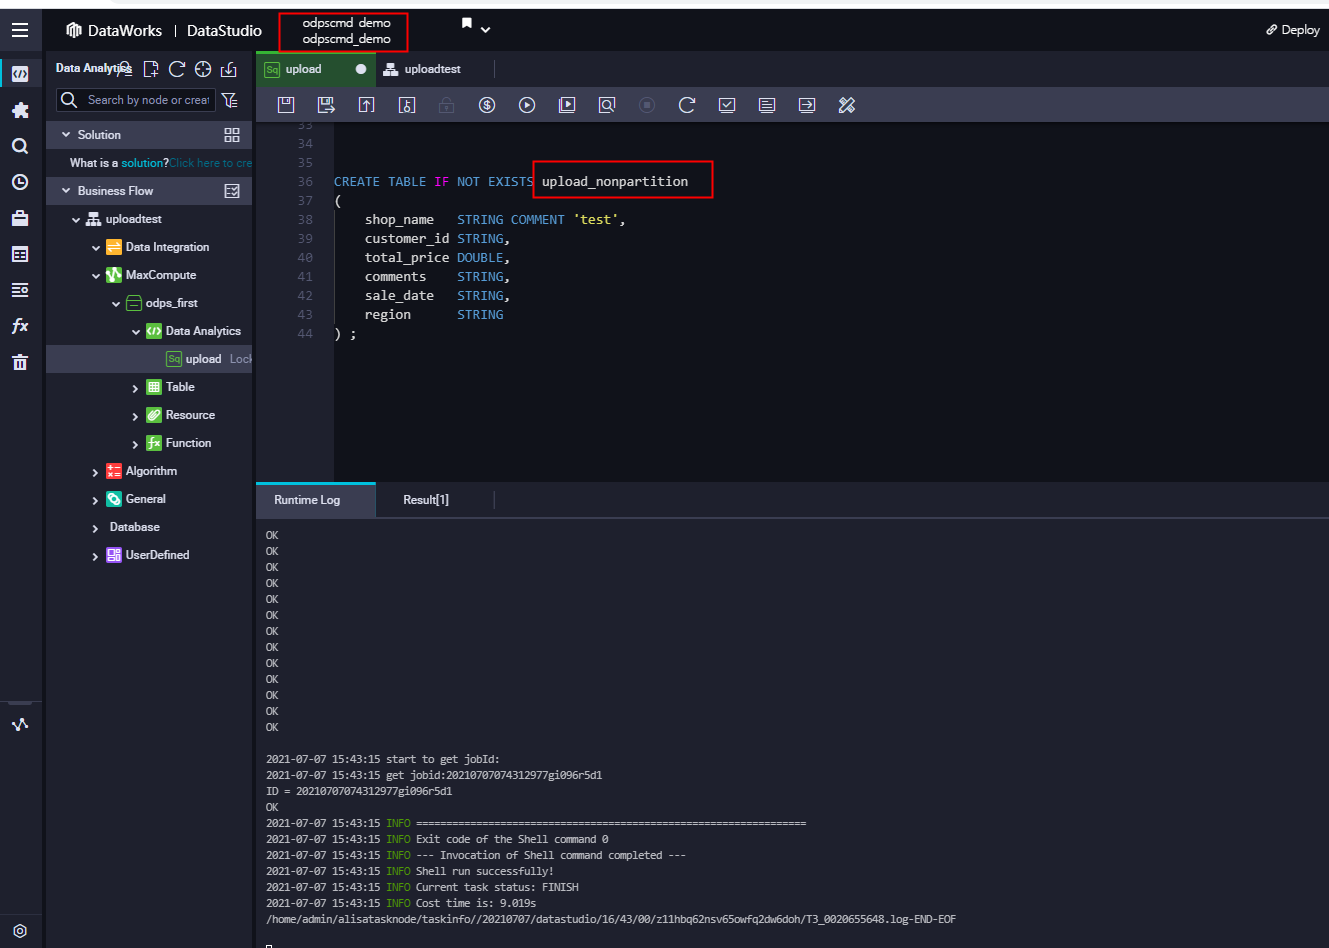 DataWorks | DataStudio
odpscmd demo
odpscmd_demo
Deploy
Data Analytics
Sq upload
uploadtest
Search by node or creat
Solution
What is a solution?Click here to cre
Business Flow
uploadtest
Data Integration
MaxCompute
odps_first
Data Analytics
Sq upload Lock
Table
Resource
Function
Algorithm
General
Database
UserDefined
33
34
35
36 CREATE TABLE IF NOT EXISTS upload_nonpartition
37 (
38 shop_name STRING COMMENT 'test',
39 customer_id STRING,
40 total_price DOUBLE,
41 comments STRING,
42 sale_date STRING,
43 region STRING
44 ) ;
Runtime Log
Result[1]
OK
OK
OK
OK
OK
OK
OK
OK
OK
OK
OK
OK
OK
2021-07-07 15:43:15 start to get jobId:
2021-07-07 15:43:15 get jobid:20210707074312977gi096r5d1
ID = 20210707074312977gi096r5d1
OK
2021-07-07 15:43:15 INFO =================================================================
2021-07-07 15:43:15 INFO Exit code of the Shell command 0
2021-07-07 15:43:15 INFO --- Invocation of Shell command completed ---
2021-07-07 15:43:15 INFO Shell run successfully!
2021-07-07 15:43:15 INFO Current task status: FINISH
2021-07-07 15:43:15 INFO Cost time is: 9.019s
/home/admin/alisatasknode/taskinfo//20210707/datastudio/16/43/00/z11hbq62nsv65owfq2dw6doh/T3_0020655648.log-END-EOF